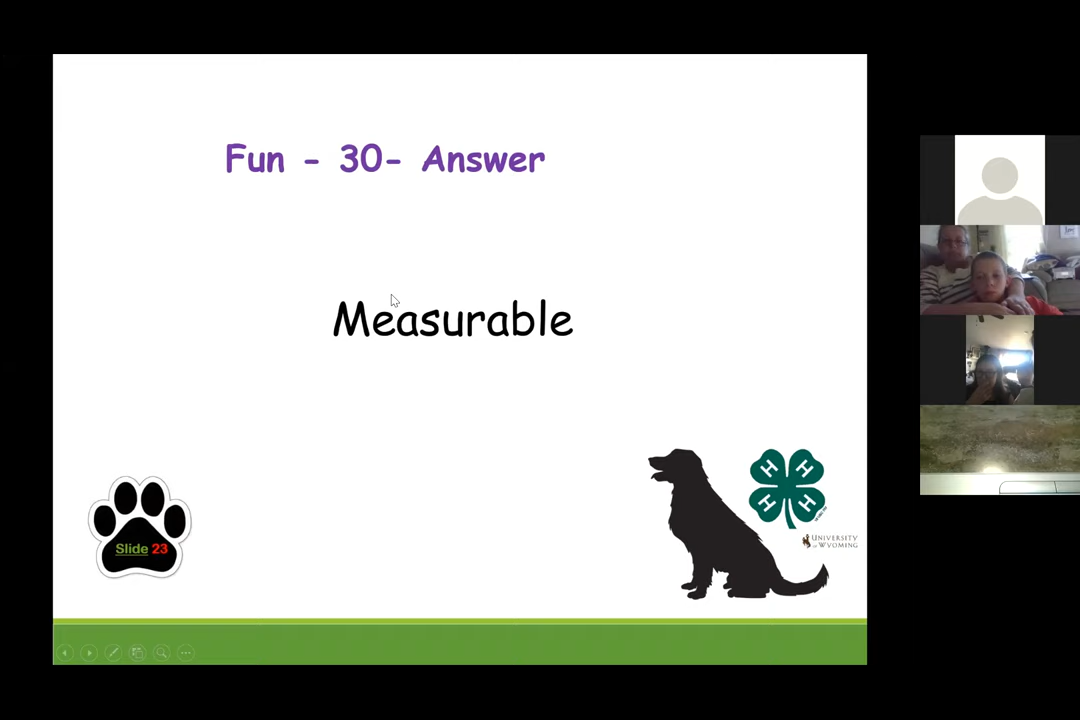 Fun - 30- Answer
Measurable
Slide 23
H H
H H
UNIVERSITY
OF WYOMING